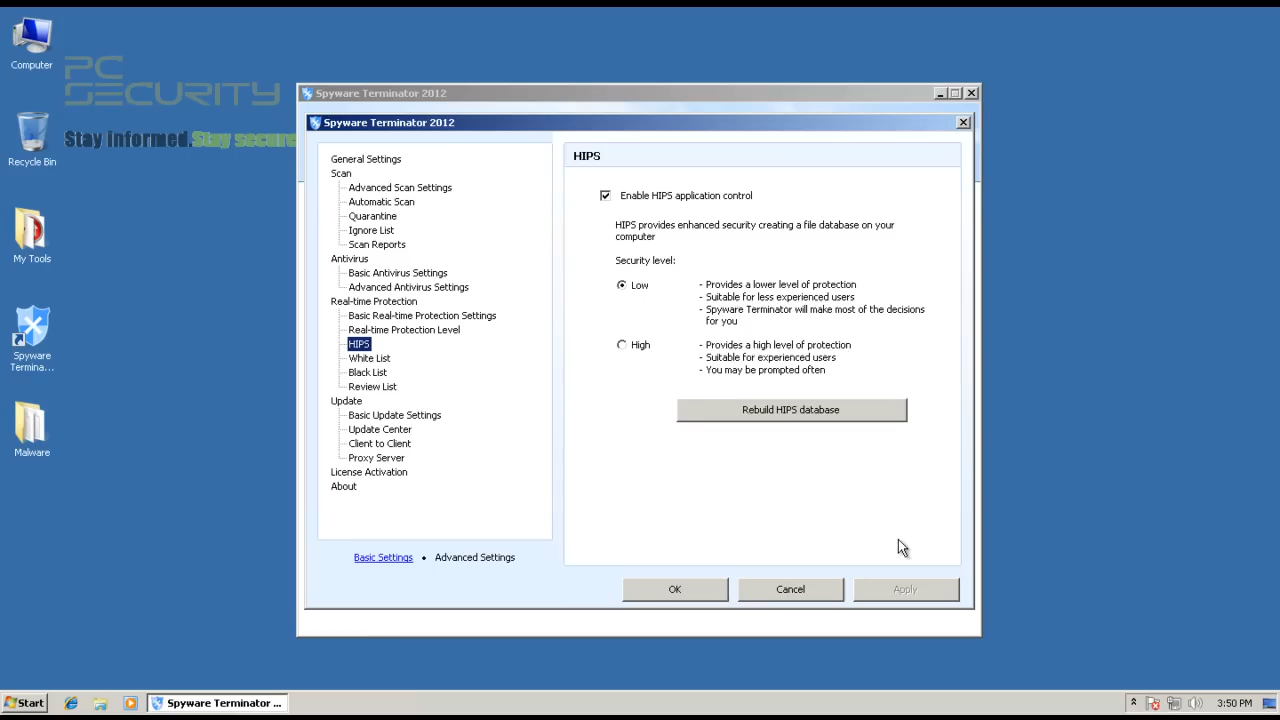 Computer
PC
SECURITY
Stay informed.Stay secure
Recycle Bin
My Tools
Spyware
Termina...
Malware
Spyware Terminator 2012
Spyware Terminator 2012
General Settings
Scan
Advanced Scan Settings
Automatic Scan
Quarantine
Ignore List
Scan Reports
Antivirus
Basic Antivirus Settings
Advanced Antivirus Settings
Real-time Protection
Basic Real-time Protection Settings
Real-time Protection Level
HIPS
White List
Black List
Review List
Update
Basic Update Settings
Update Center
Client to Client
Proxy Server
License Activation
About
Basic Settings • Advanced Settings
HIPS
Enable HIPS application control
HIPS provides enhanced security creating a file database on your
computer
Security level:
Low
- Provides a lower level of protection
- Suitable for less experienced users
- Spyware Terminator will make most of the decisions
for you
High
- Provides a high level of protection
- Suitable for experienced users
- You may be prompted often
Rebuild HIPS database
OK
Cancel
Apply
Start
Spyware Terminator ...
3:50 PM